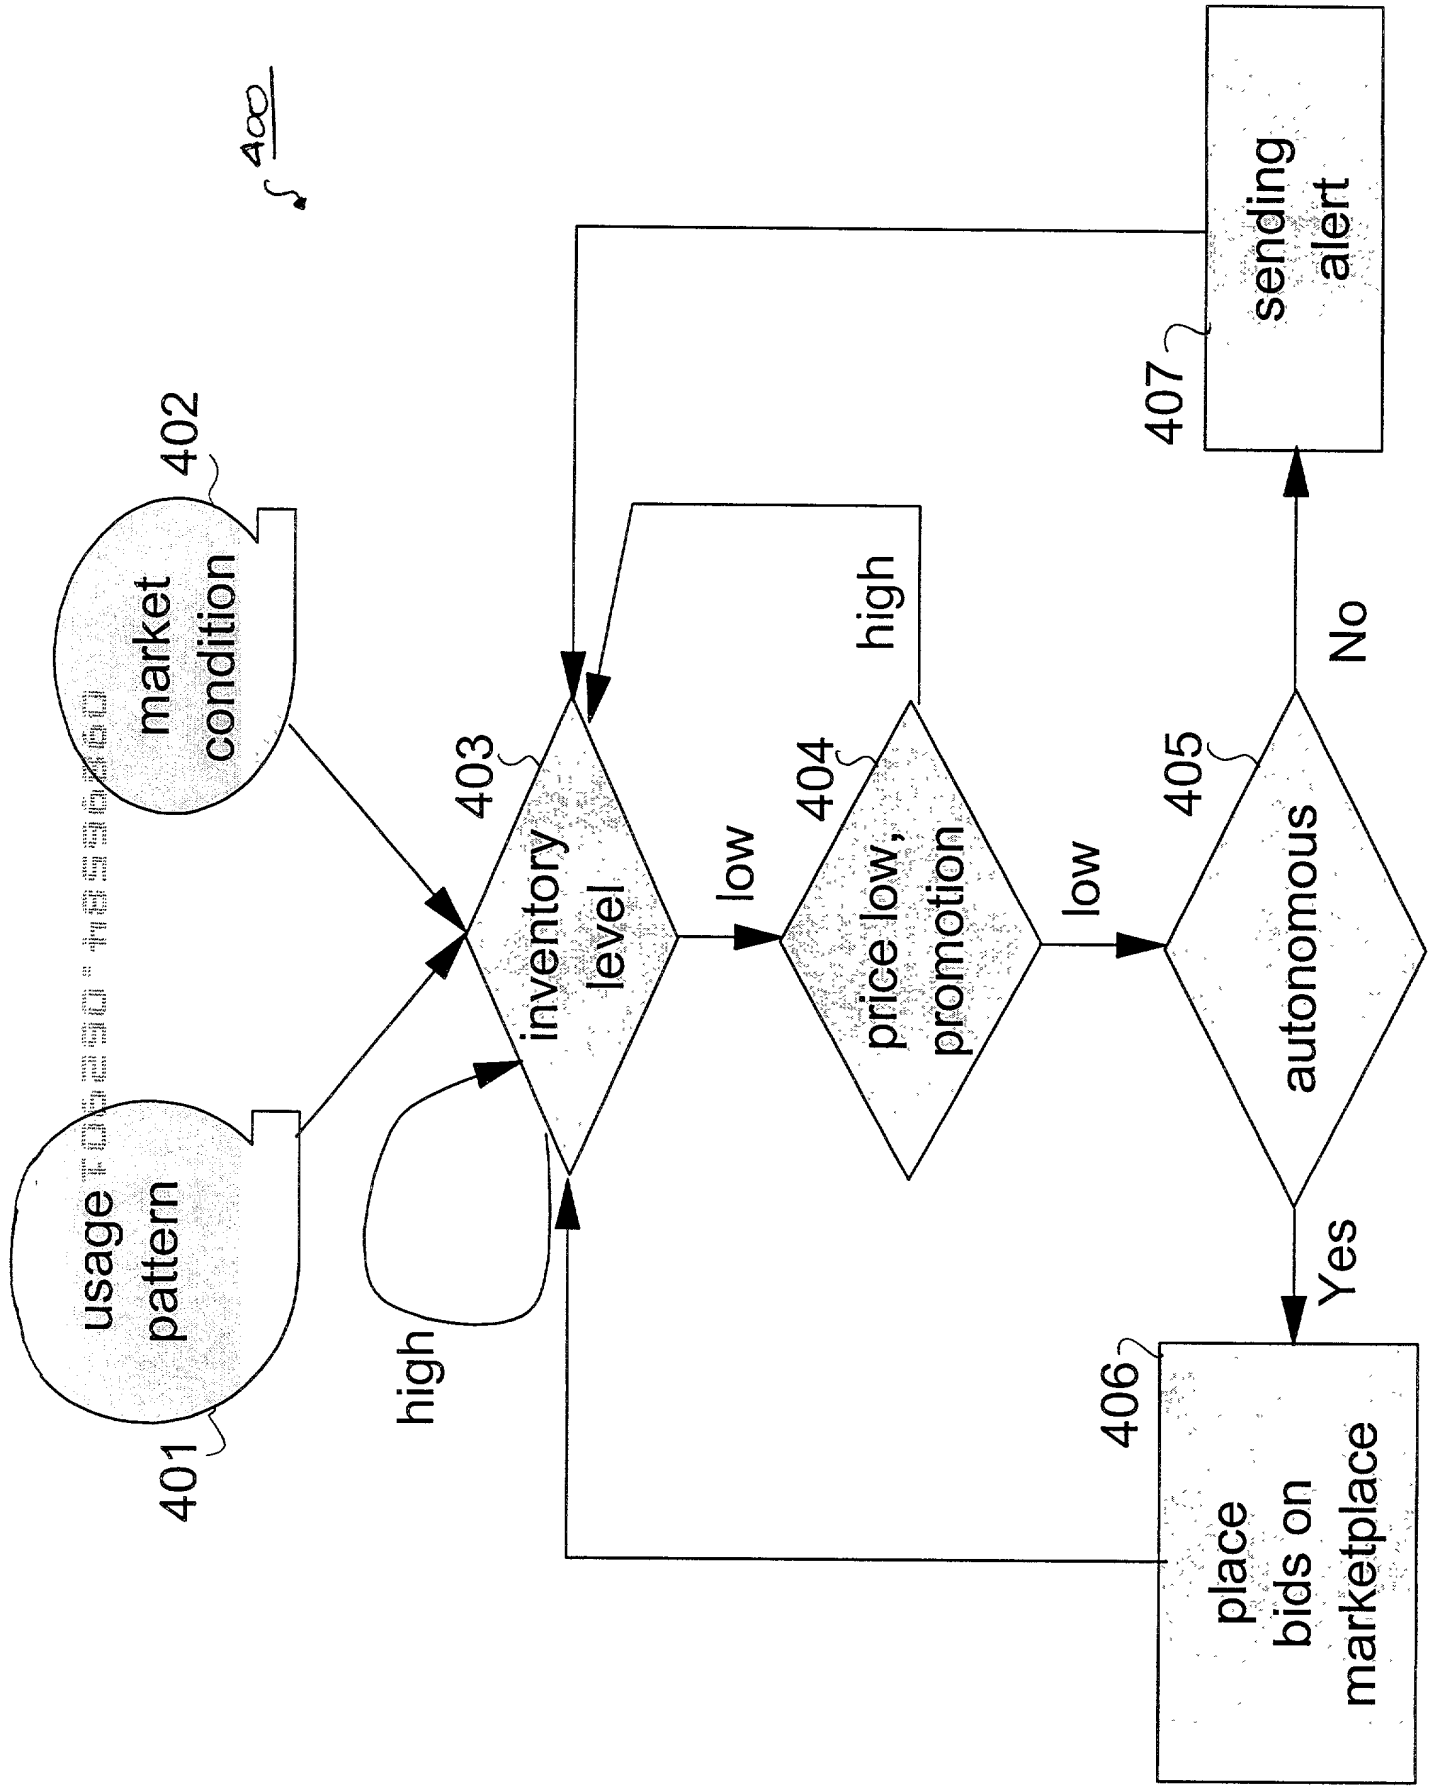 400
401
usage
pattern
market
condition
402
high
403
inventory
level
low
404
price low,
promotion
high
low
405
autonomous
Yes
No
406
place
bids on
marketplace
407
sending
alert